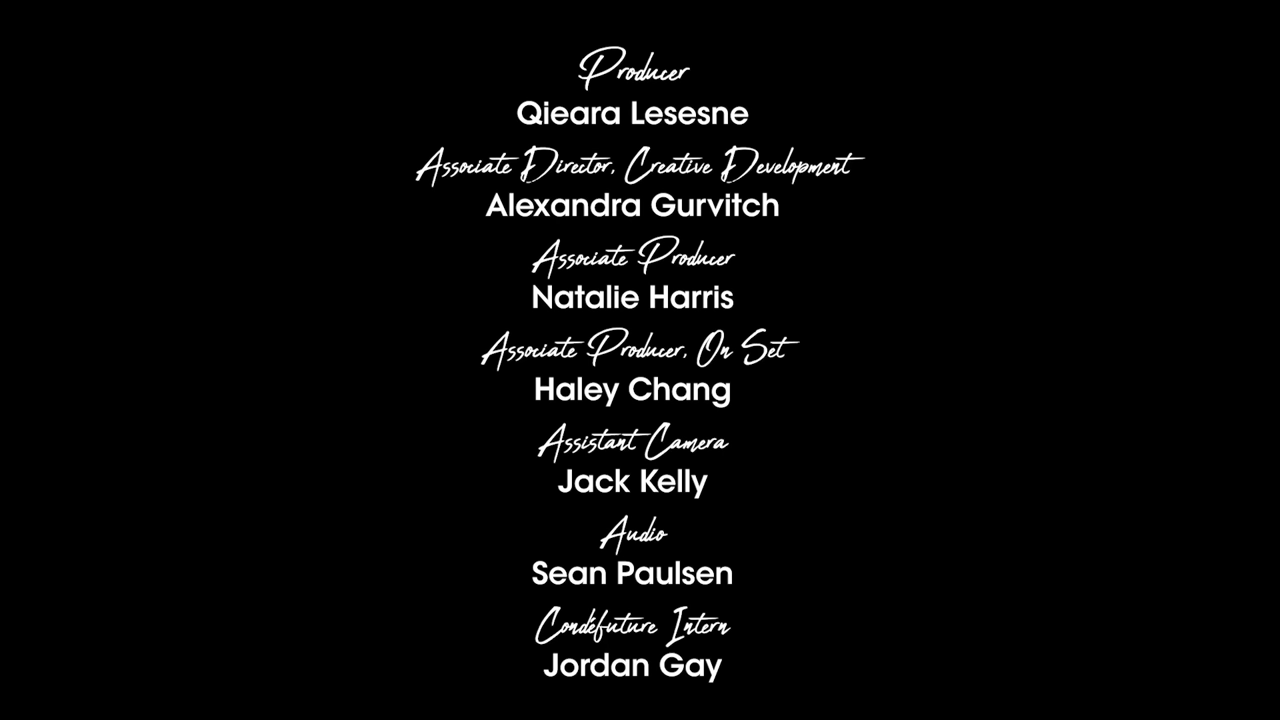 Producer
Qieara Lesesne
Associate Director, Creative Development
Alexandra Gurvitch
Associate Producer
Natalie Harris
Associate Producer, On Set
Haley Chang
Assistant Camera
Jack Kelly
Audio
Sean Paulsen
Condéfuture Intern
Jordan Gay